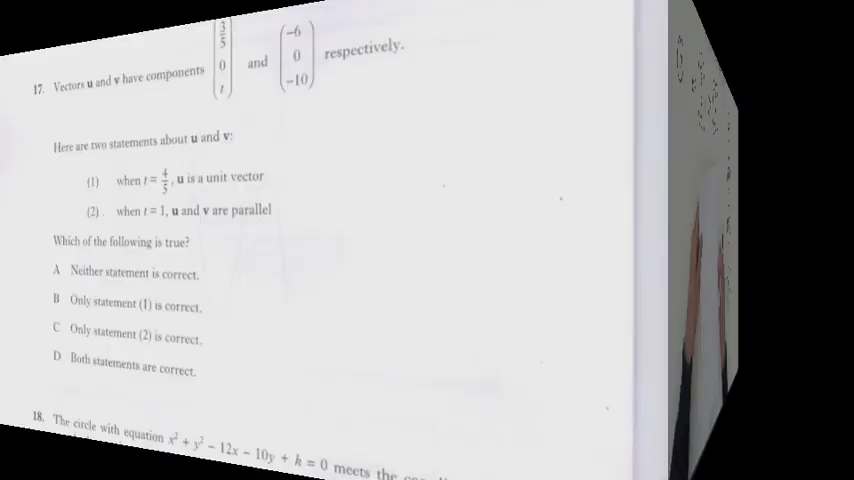 17. Vectors u and v have components (3/5 0 t) and (-6 0 -10) respectively.
Here are two statements about u and v:
(1) when t = 4/5, u is a unit vector
(2) when t = 1, u and v are parallel
Which of the following is true?
A Neither statement is correct.
B Only statement (1) is correct.
C Only statement (2) is correct.
D Both statements are correct.
18. The circle with equation x² + y² – 12x – 10y + k = 0 meets the